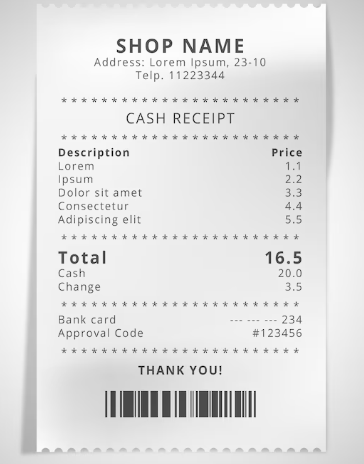 SHOP NAME
Address: Lorem Ipsum, 23-10
Telp. 11223344
* * * * * * * * * * * * * * * * * * * * * * * *
CASH RECEIPT
* * * * * * * * * * * * * * * * * * * * * * * *
Description Price
Lorem 1.1
Ipsum 2.2
Dolor sit amet 3.3
Consectetur 4.4
Adipiscing elit 5.5
* * * * * * * * * * * * * * * * * * * * * * * *
Total 16.5
Cash 20.0
Change 3.5
* * * * * * * * * * * * * * * * * * * * * * * *
Bank card --- --- --- 234
Approval Code #123456
* * * * * * * * * * * * * * * * * * * * * * * *
THANK YOU!